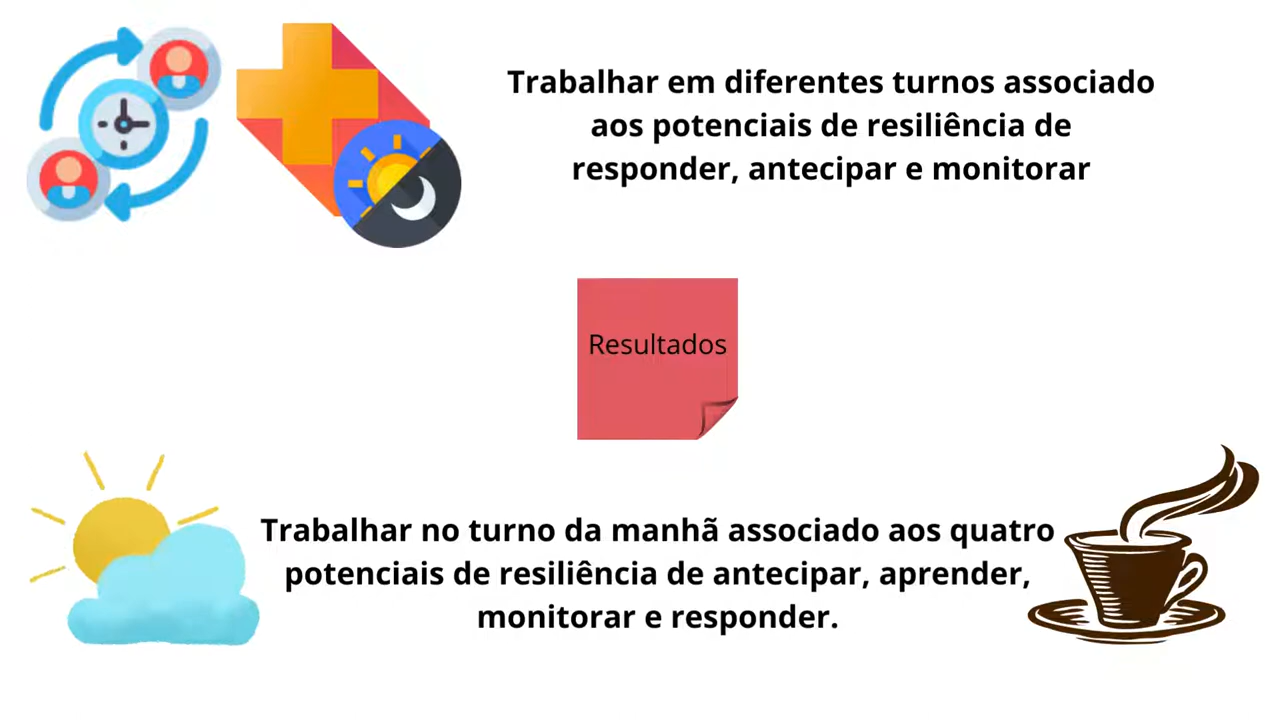 Trabalhar em diferentes turnos associado
aos potenciais de resiliência de
responder, antecipar e monitorar
Resultados
Trabalhar no turno da manhã associado aos quatro
potenciais de resiliência de antecipar, aprender,
monitorar e responder.